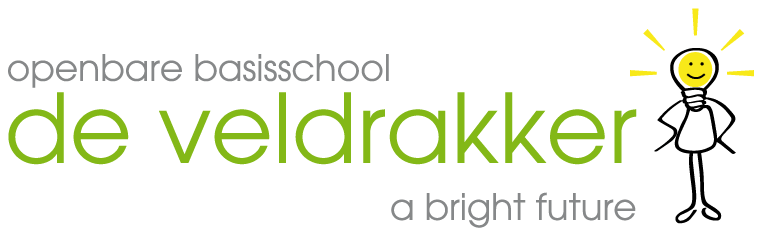 openbare basisschool
de veldrakker
a bright future